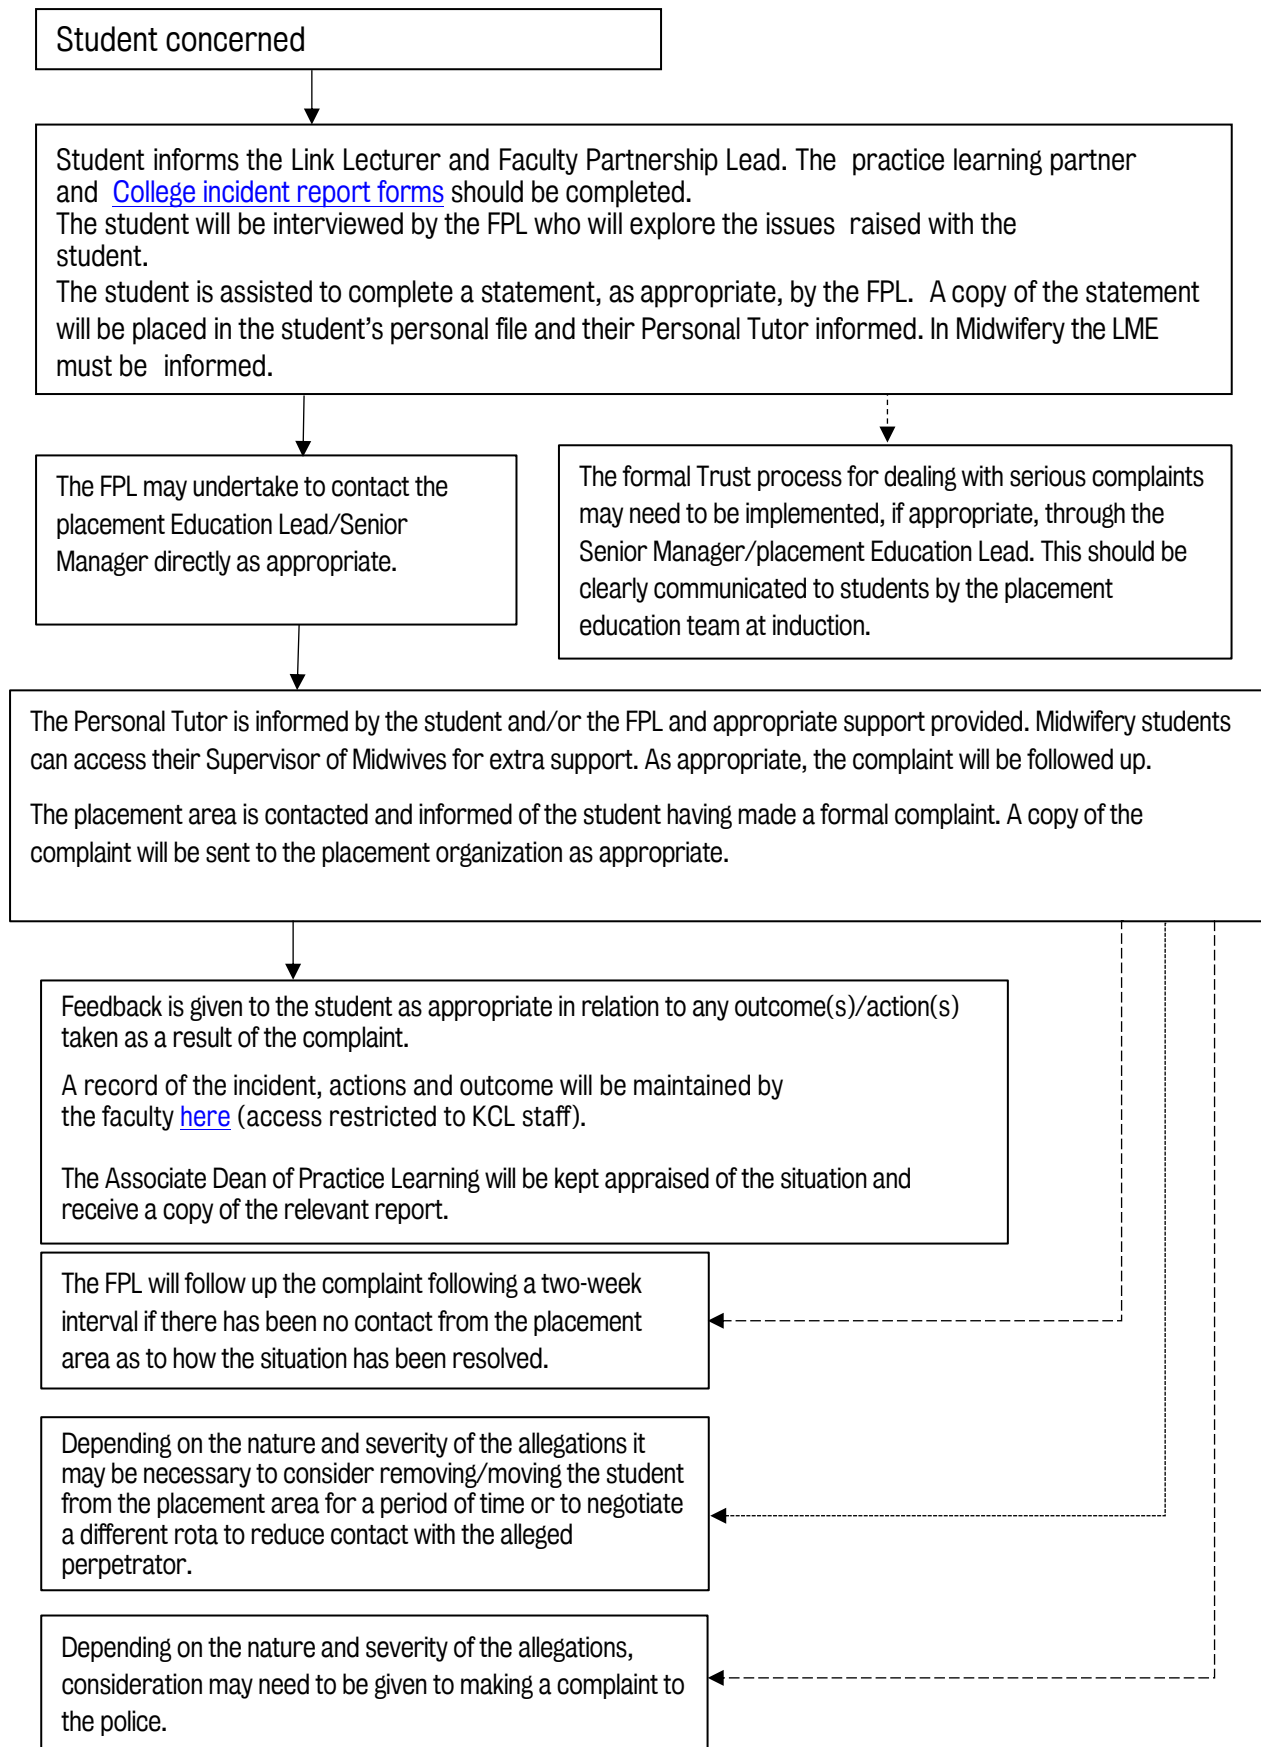 Student concerned
Student informs the Link Lecturer and Faculty Partnership Lead. The practice learning partner
and College incident report forms should be completed.
The student will be interviewed by the FPL who will explore the issues raised with the
student.
The student is assisted to complete a statement, as appropriate, by the FPL. A copy of the statement
will be placed in the student's personal file and their Personal Tutor informed. In Midwifery the LME
must be informed.
The FPL may undertake to contact the
placement Education Lead/Senior
Manager directly as appropriate.
The formal Trust process for dealing with serious complaints
may need to be implemented, if appropriate, through the
Senior Manager/placement Education Lead. This should be
clearly communicated to students by the placement
education team at induction.
The Personal Tutor is informed by the student and/or the FPL and appropriate support provided. Midwifery students
can access their Supervisor of Midwives for extra support. As appropriate, the complaint will be followed up.
The placement area is contacted and informed of the student having made a formal complaint. A copy of the
complaint will be sent to the placement organization as appropriate.
Feedback is given to the student as appropriate in relation to any outcome(s)/action(s)
taken as a result of the complaint.
A record of the incident, actions and outcome will be maintained by
the faculty here (access restricted to KCL staff).
The Associate Dean of Practice Learning will be kept appraised of the situation and
receive a copy of the relevant report.
The FPL will follow up the complaint following a two-week
interval if there has been no contact from the placement
area as to how the situation has been resolved.
Depending on the nature and severity of the allegations it
may be necessary to consider removing/moving the student
from the placement area for a period of time or to negotiate
a different rota to reduce contact with the alleged
perpetrator.
Depending on the nature and severity of the allegations,
consideration may need to be given to making a complaint to
the police.